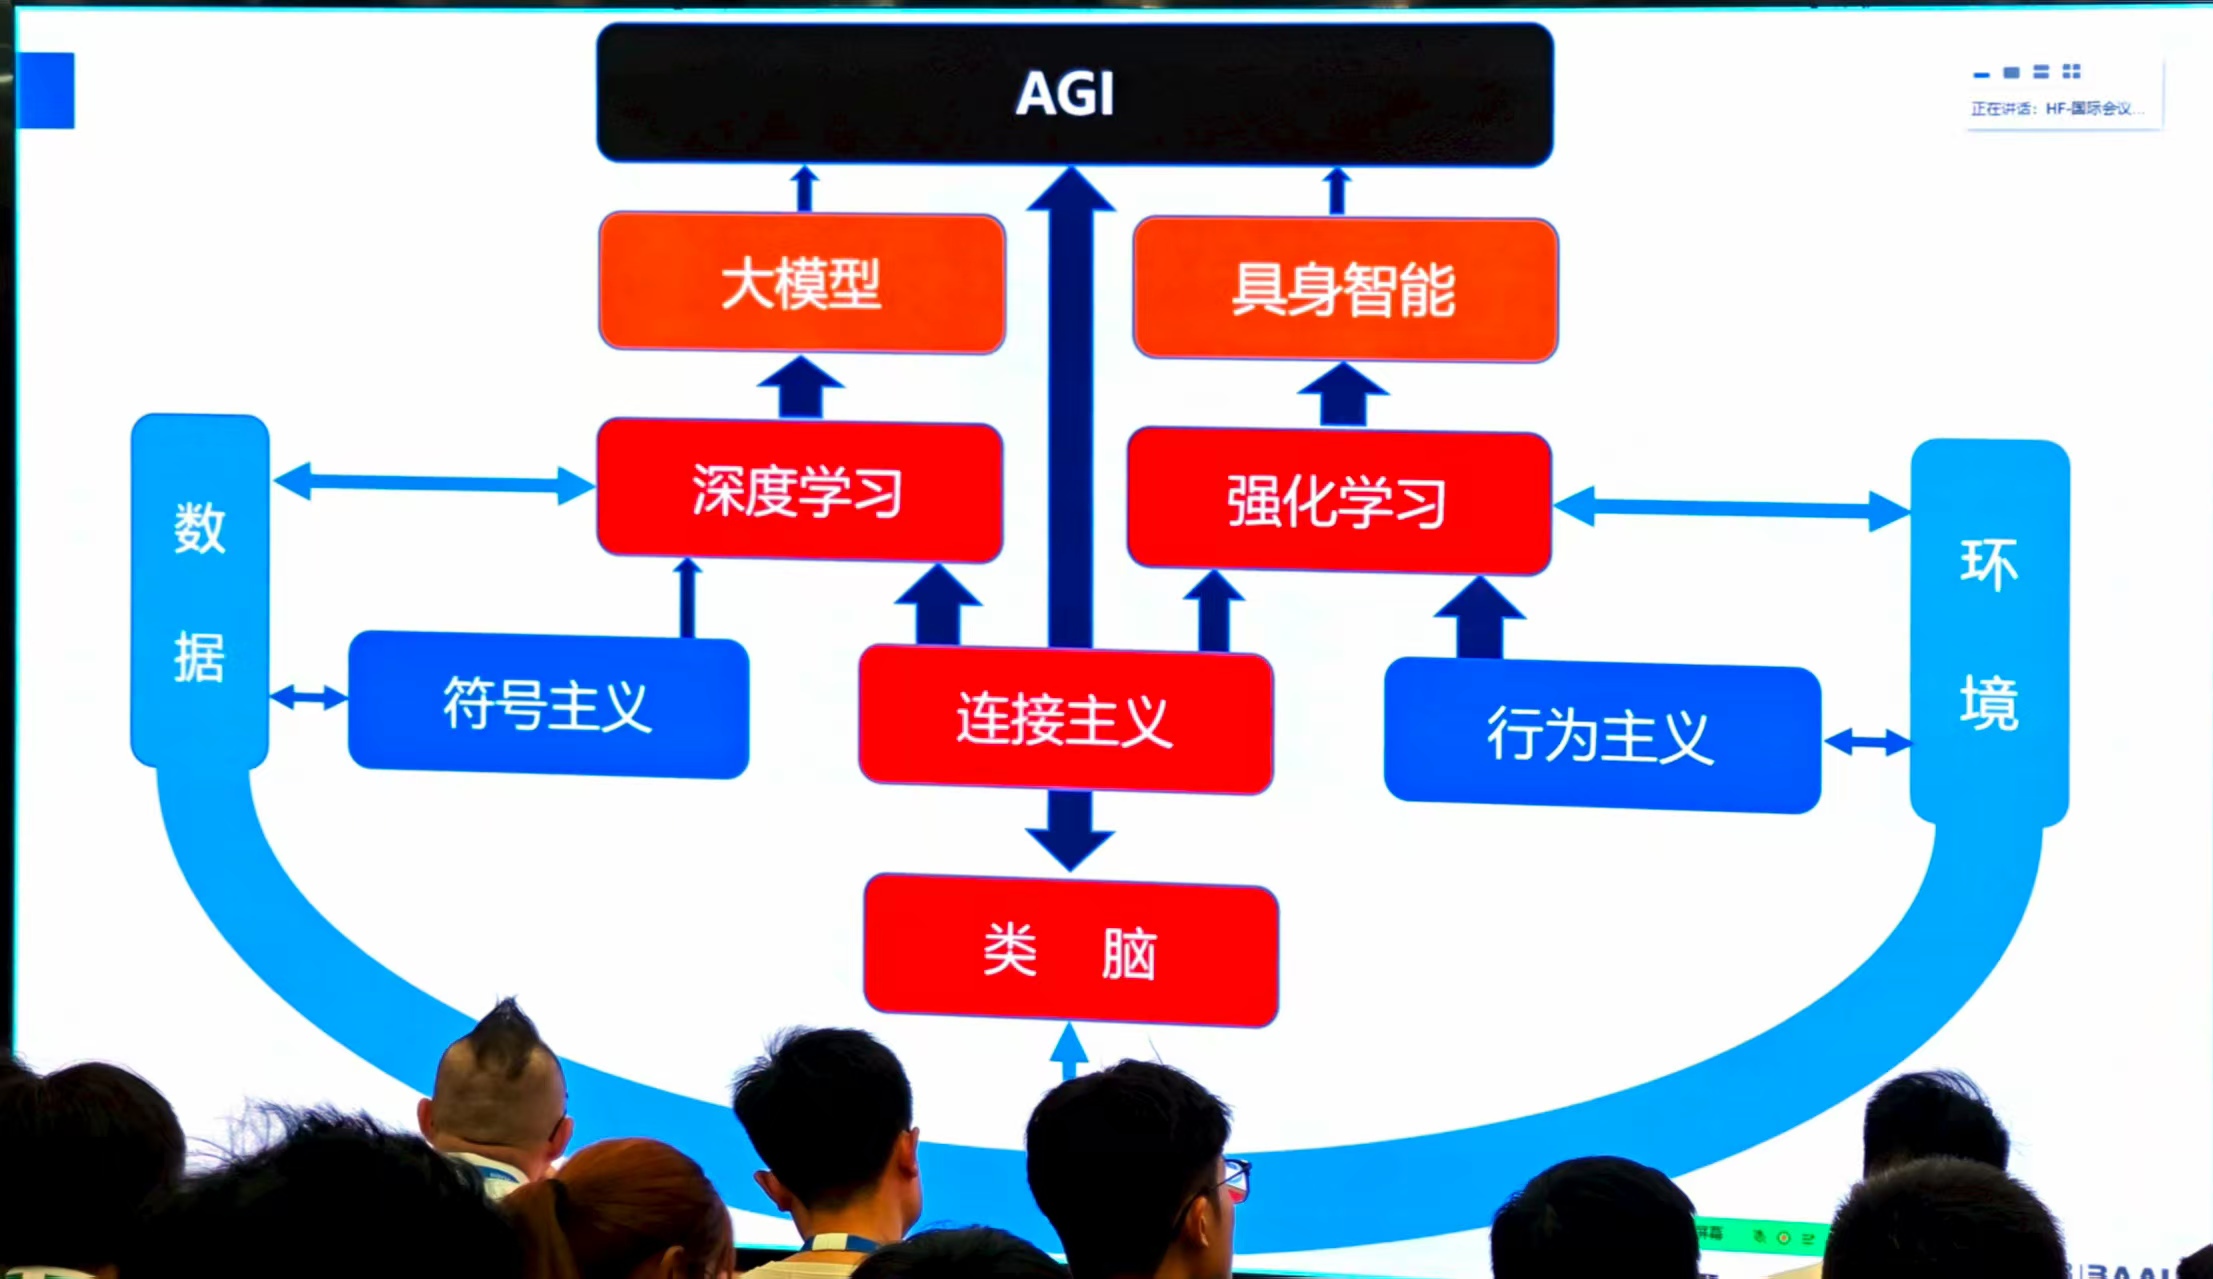 AGI
正在讲话：HF-国际会议...
大模型
具身智能
深度学习
强化学习
数据
环境
符号主义
连接主义
行为主义
类 脑
屏幕